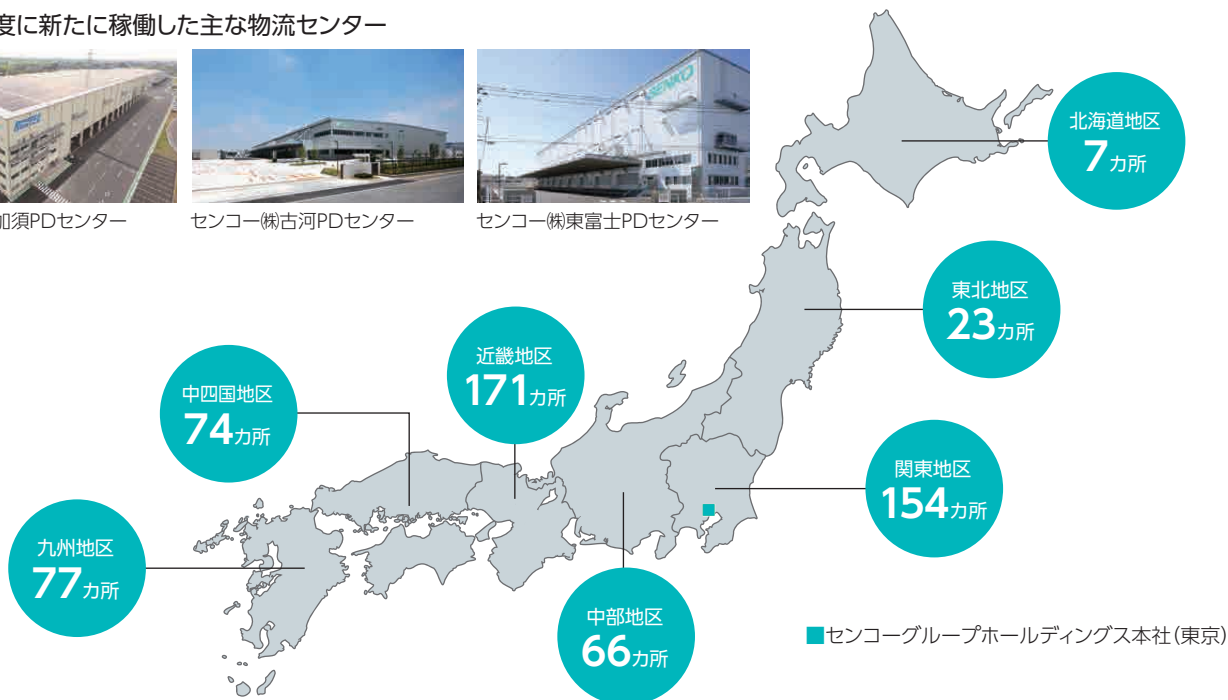 度に新たに稼働した主な物流センター
SENKO
加須PDセンター
センコー㈱古河PDセンター
センコー㈱東富士PDセンター
北海道地区
7カ所
東北地区
23カ所
近畿地区
171カ所
中四国地区
74カ所
関東地区
154カ所
九州地区
77カ所
中部地区
66カ所
■センコーグループホールディングス本社(東京)